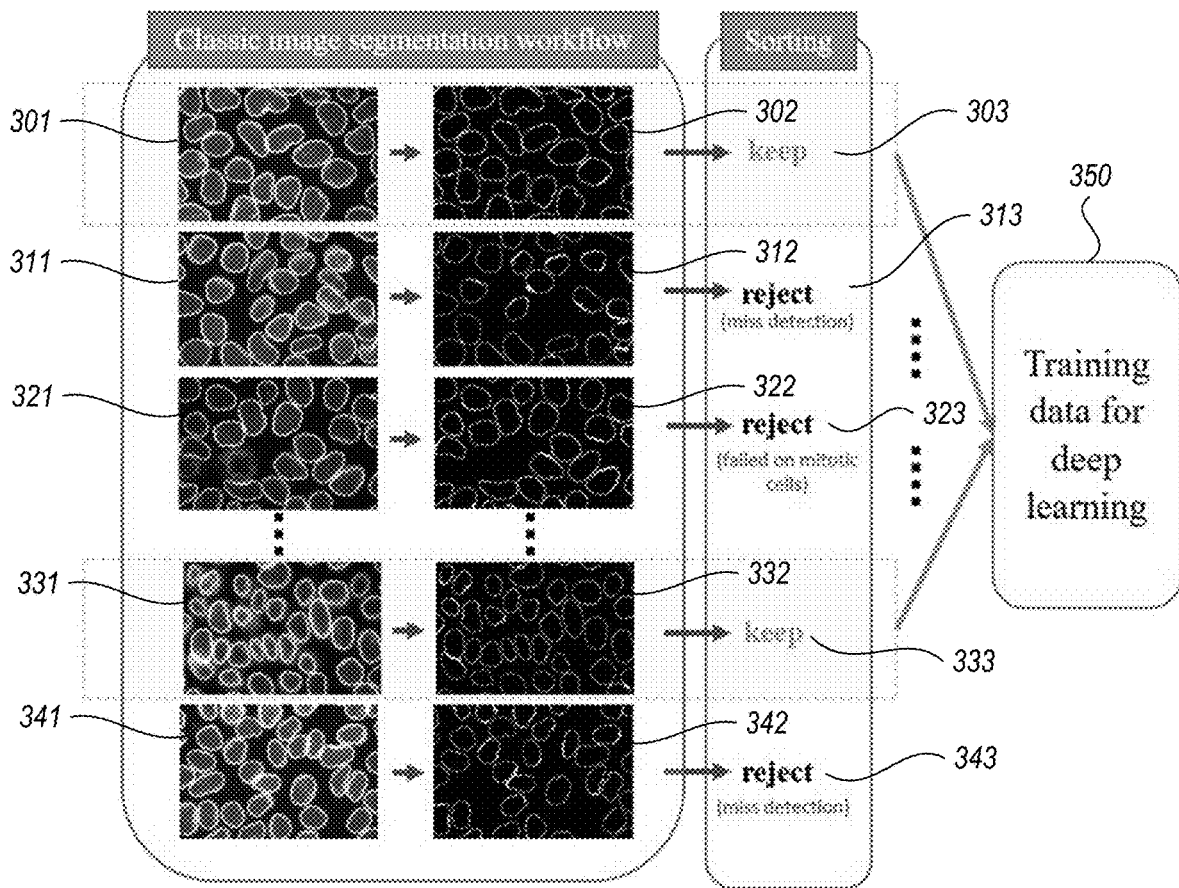 Classic image segmentation workflow
Sorting
301
302
keep
303
311
312
reject
(miss detection)
313
321
322
reject
(failed on mitotic
cells)
323
331
332
keep
333
341
342
reject
(miss detection)
343
350
Training
data for
deep
learning